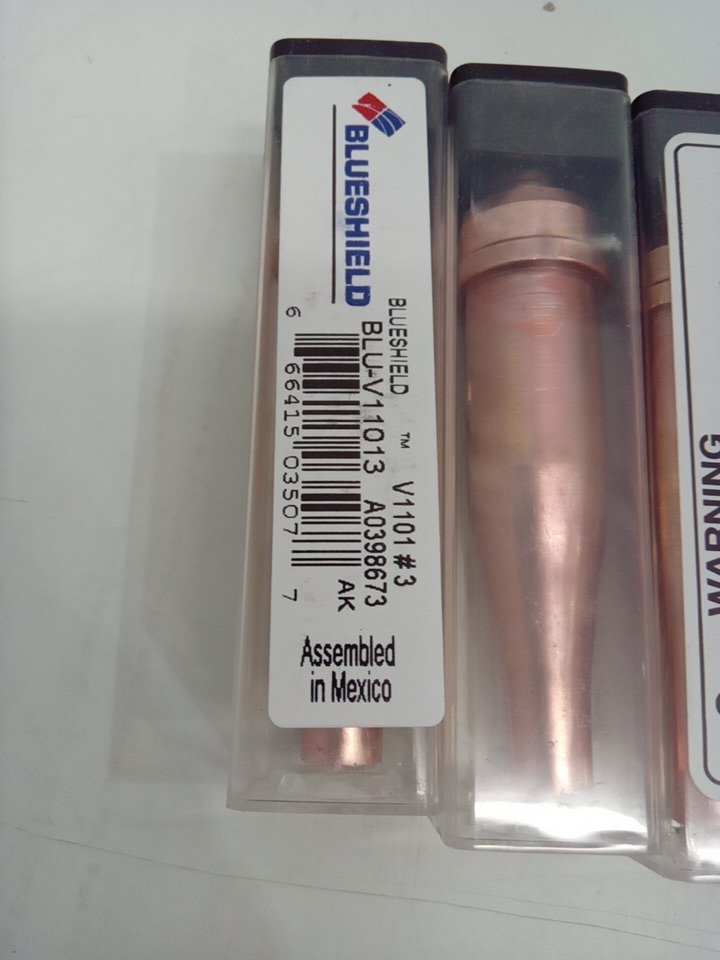 BLUESHIELD
BLUESHIELD ™ V1101 #3
BLU-V11013 A0398673
AK
6 66415 03507 7
Assembled
in Mexico
WARNING